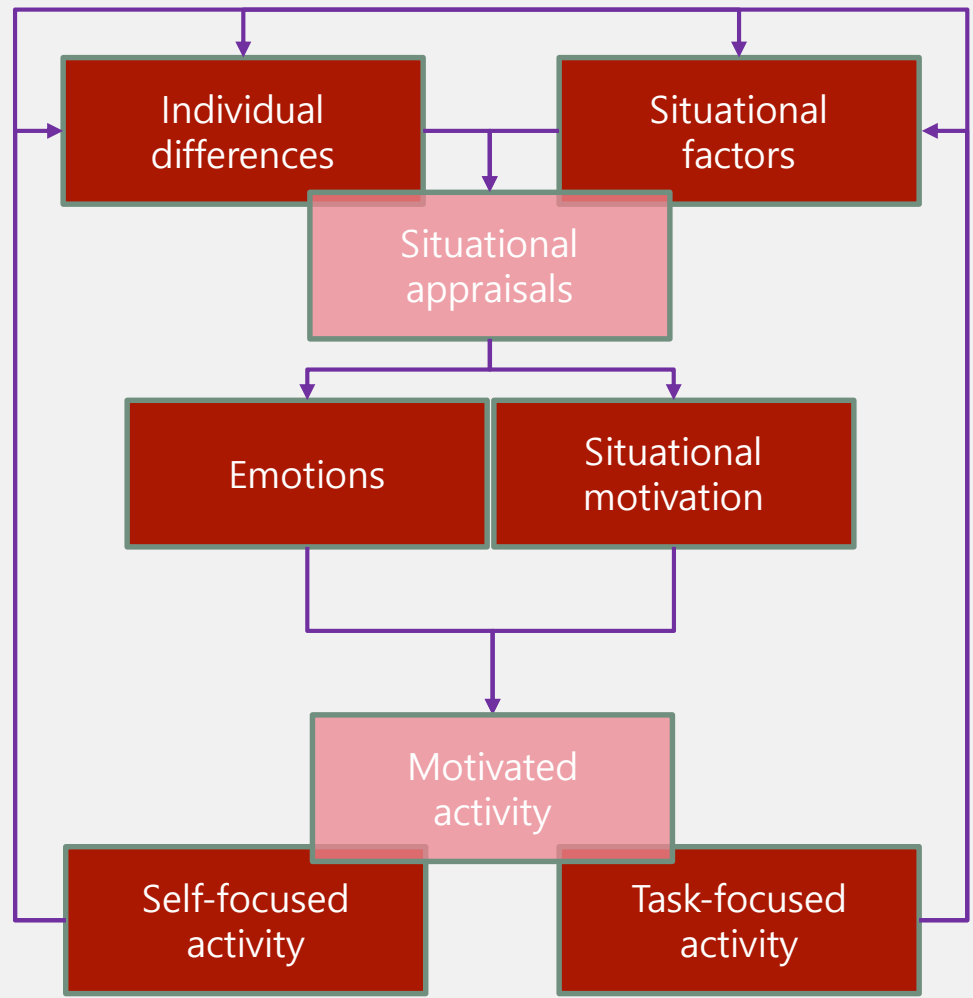 Individual
differences
Situational
factors
Situational
appraisals
Emotions
Situational
motivation
Motivated
activity
Self-focused
activity
Task-focused
activity